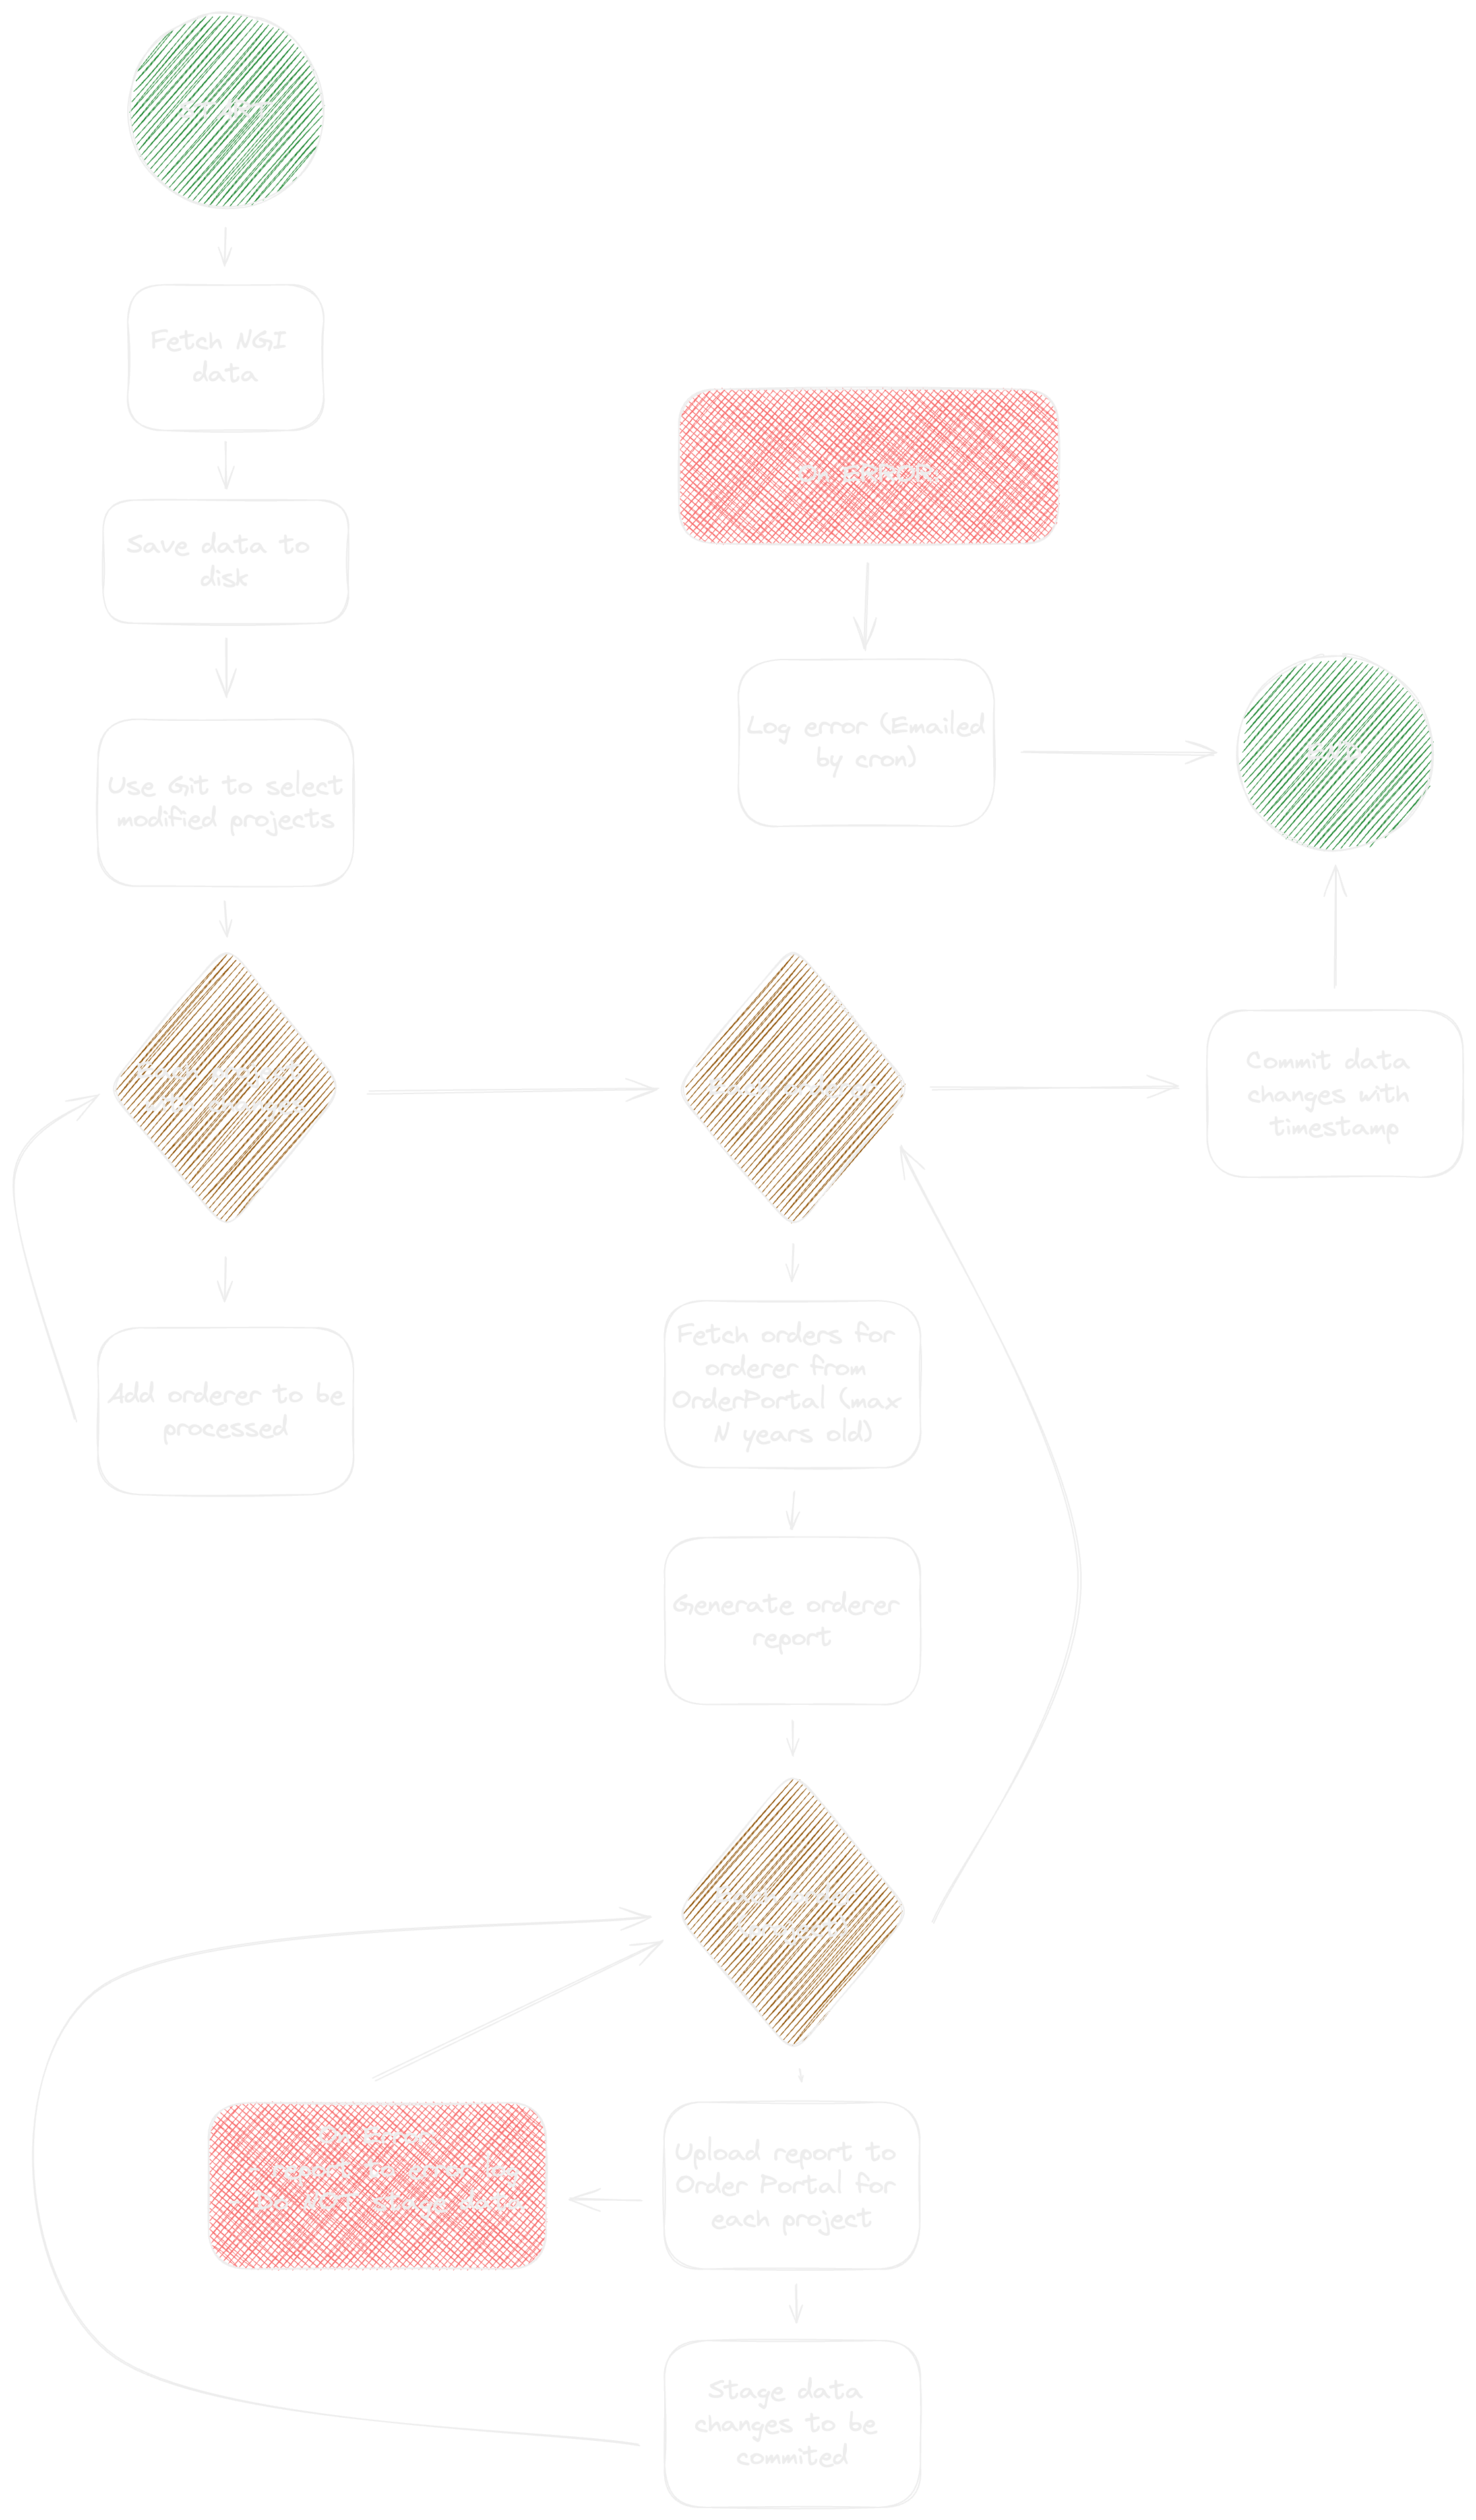 START
Fetch NGI
data
Save data to
disk
Use Git to select
modified projects
Each project
with changes
Add orderer to be
processed
On ERROR
Log error (Emailed
by cron)
END
Each orderer
Commit data
changes with
timestamp
Fetch orders for
orderer from
OrderPortal (max
N years old)
Generate orderer
report
Each order
Upload report to
Order Portal for
each project
On Error
report to error log
Do NOT stage data
Stage data
changes to be
commited